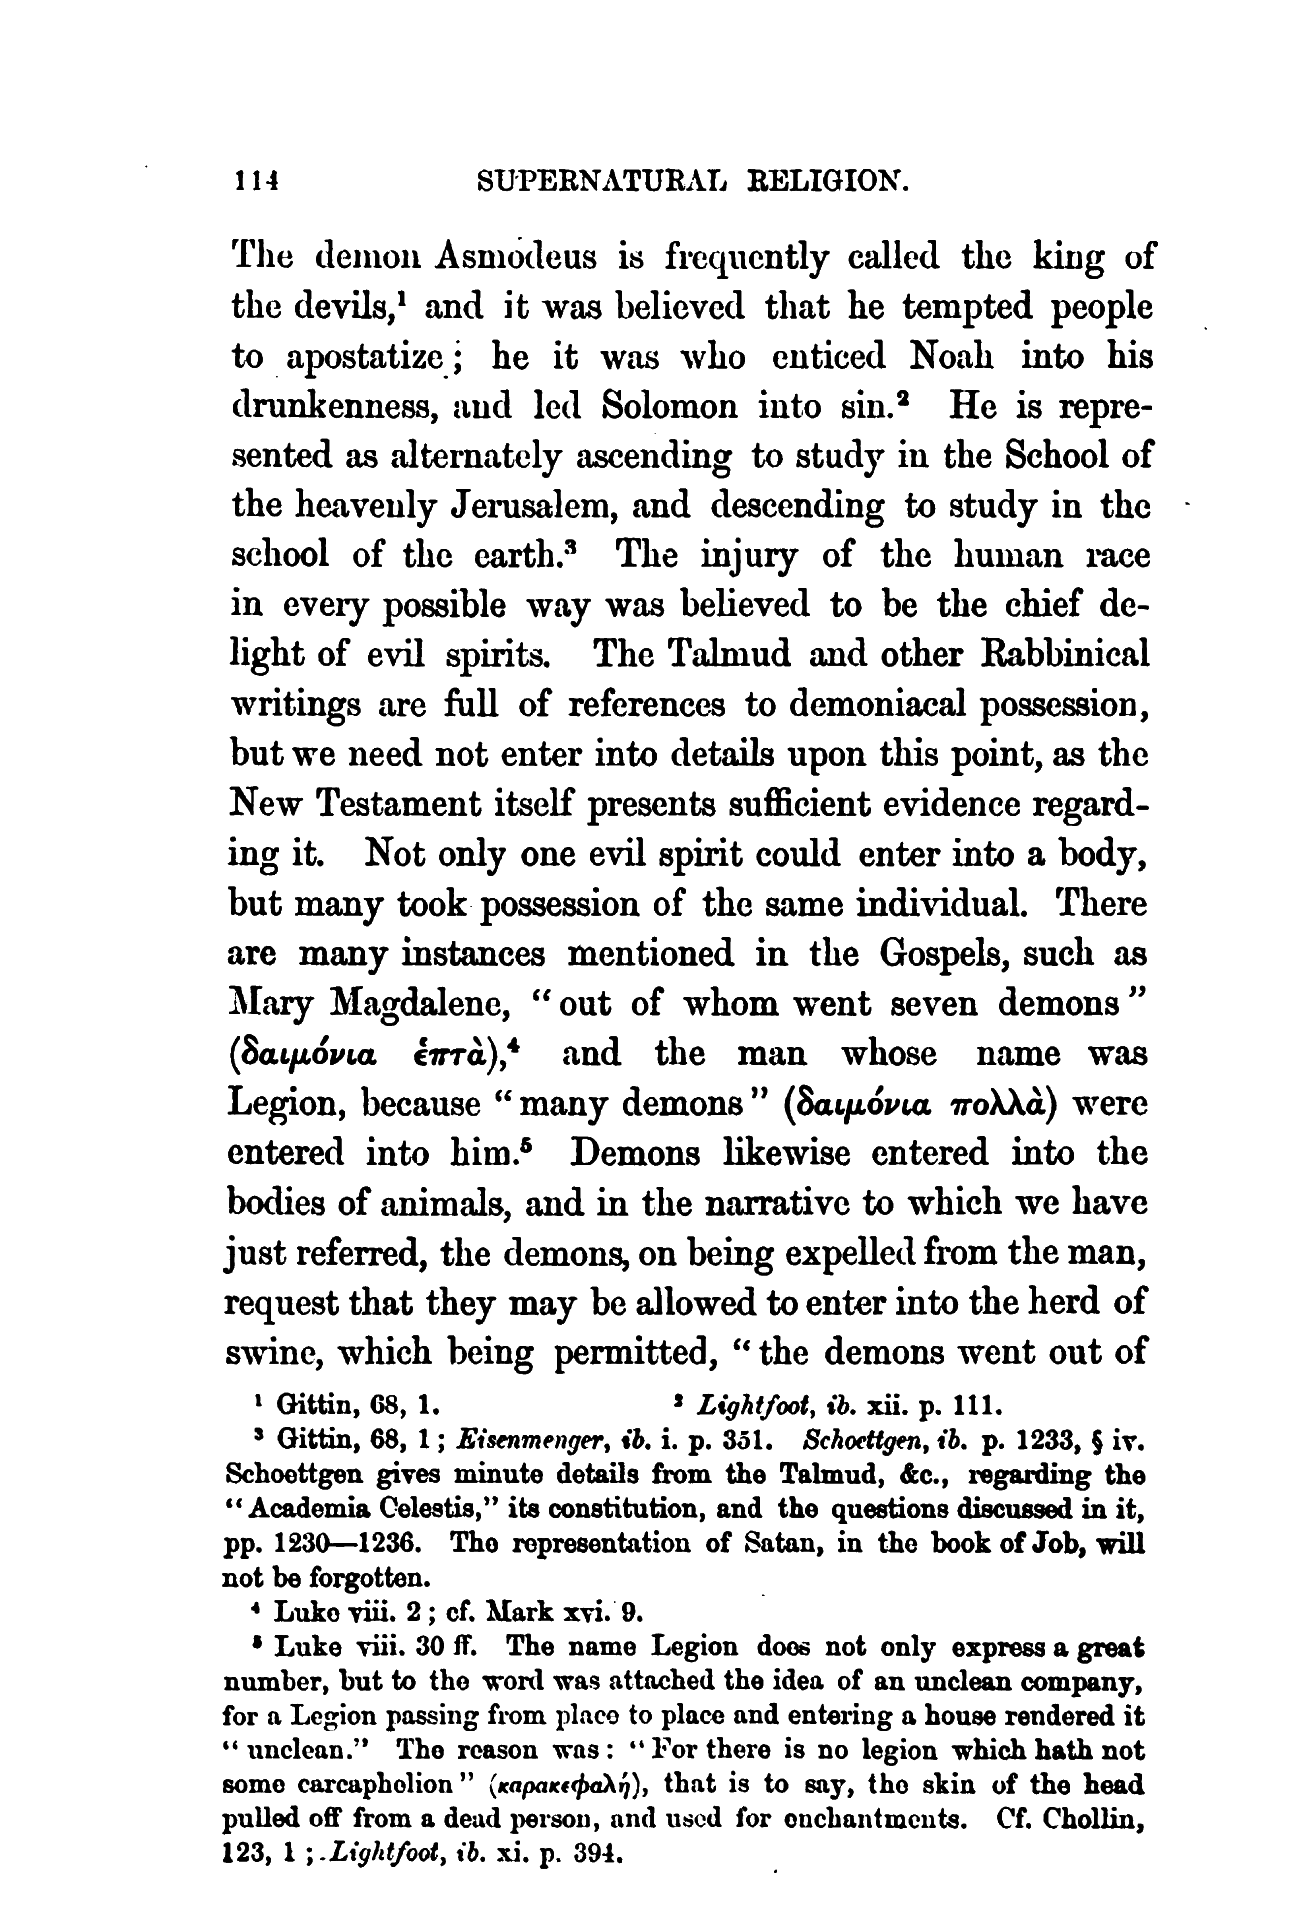 114 SUPERNATURAL RELIGION.
The demon Asmodeus is frequently called the king of
the devils,¹ and it was believed that he tempted people
to apostatize; he it was who enticed Noah into his
drunkenness, and led Solomon into sin.² He is repre-
sented as alternately ascending to study in the School of
the heavenly Jerusalem, and descending to study in the
school of the earth.³ The injury of the human race
in every possible way was believed to be the chief de-
light of evil spirits. The Talmud and other Rabbinical
writings are full of references to demoniacal possession,
but we need not enter into details upon this point, as the
New Testament itself presents sufficient evidence regard-
ing it. Not only one evil spirit could enter into a body,
but many took possession of the same individual. There
are many instances mentioned in the Gospels, such as
Mary Magdalene, “out of whom went seven demons”
(δαιμόνια ἑπτὰ),⁴ and the man whose name was
Legion, because “many demons” (δαιμόνια πολλὰ) were
entered into him.⁵ Demons likewise entered into the
bodies of animals, and in the narrative to which we have
just referred, the demons, on being expelled from the man,
request that they may be allowed to enter into the herd of
swine, which being permitted, “the demons went out of
¹ Gittin, 68, 1. ² Lightfoot, ib. xii. p. 111.
³ Gittin, 68, 1; Eisenmenger, ib. i. p. 351. Schoettgen, ib. p. 1233, § iv.
Schoettgen gives minute details from the Talmud, &c., regarding the
“Academia Celestis,” its constitution, and the questions discussed in it,
pp. 1230—1236. The representation of Satan, in the book of Job, will
not be forgotten.
⁴ Luke viii. 2; cf. Mark xvi. 9.
⁵ Luke viii. 30 ff. The name Legion does not only express a great
number, but to the word was attached the idea of an unclean company,
for a Legion passing from place to place and entering a house rendered it
“unclean.” The reason was: “For there is no legion which hath not
some carcapholion” (καρακεφαλή), that is to say, the skin of the head
pulled off from a dead person, and used for enchantments. Cf. Chollin,
123, 1; Lightfoot, ib. xi. p. 394.